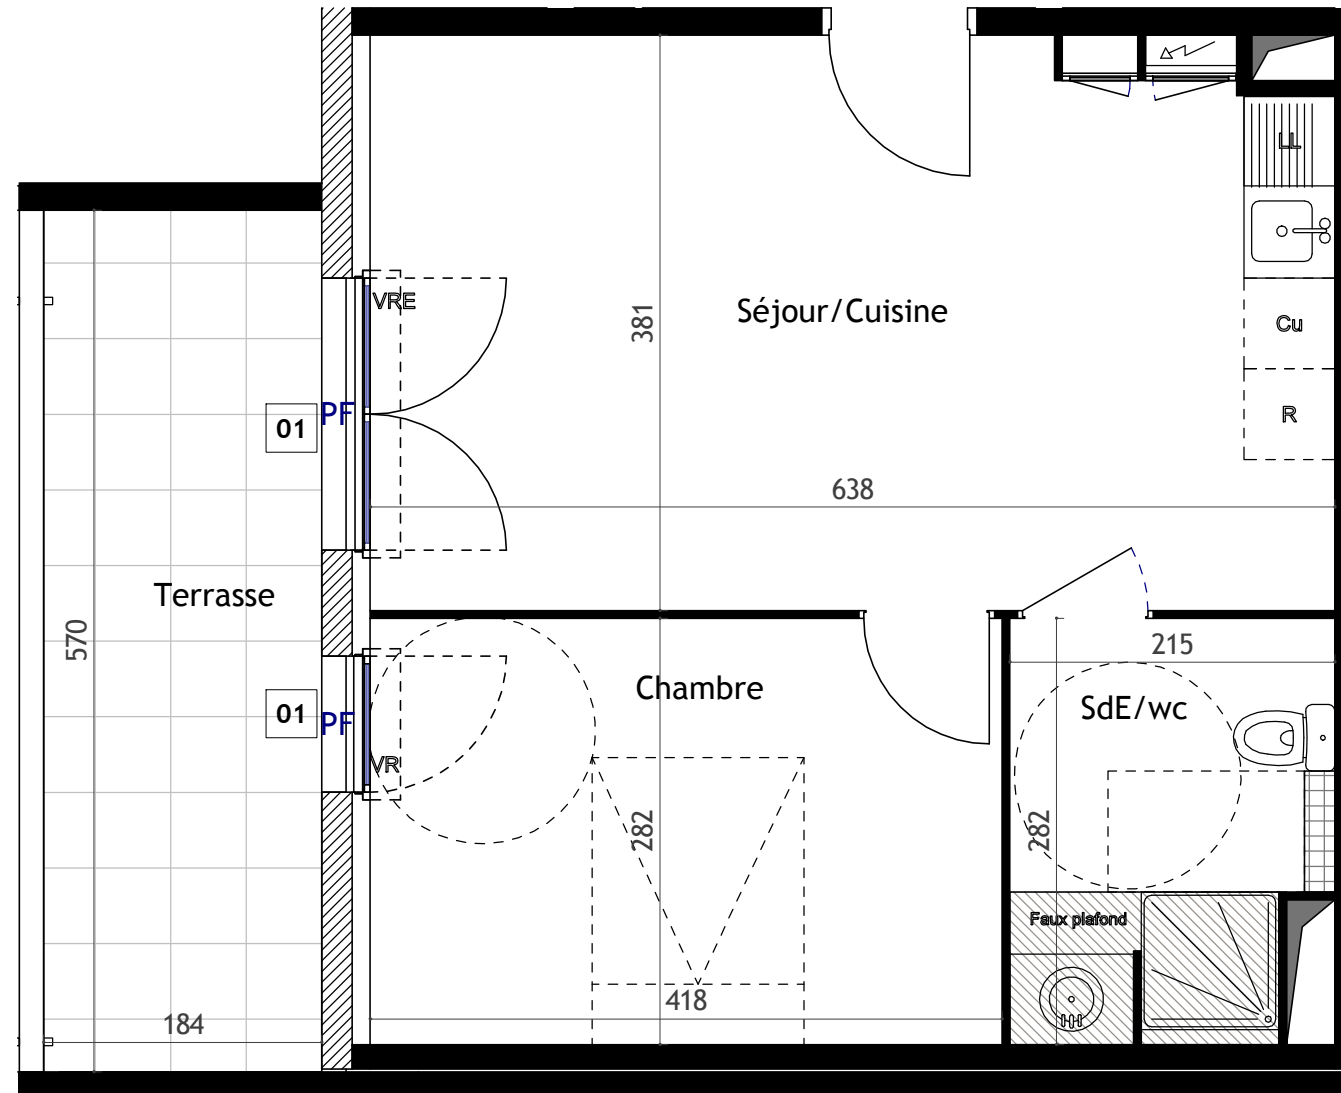 LL
VRE
Séjour/Cuisine
381
Cu
01
PF
R
638
Terrasse
570
215
Chambre
SdE/wc
01
PF
VR
282
282
Faux plafond
418
184